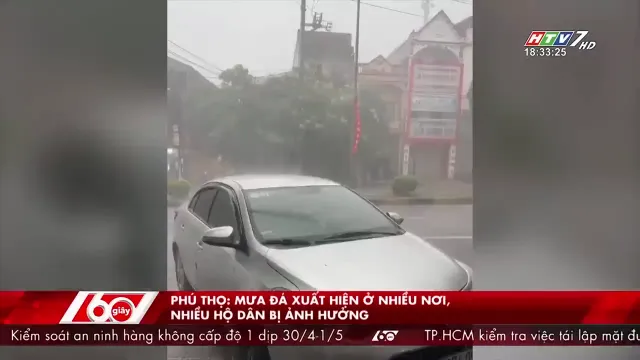 HTV7 HD
18:33:25
60 giây
PHÚ THỌ: MƯA ĐÁ XUẤT HIỆN Ở NHIỀU NƠI,
NHIỀU HỘ DÂN BỊ ẢNH HƯỞNG
Kiểm soát an ninh hàng không cấp độ 1 dịp 30/4-1/5 60 giây TP.HCM kiểm tra việc tái lập mặt đ